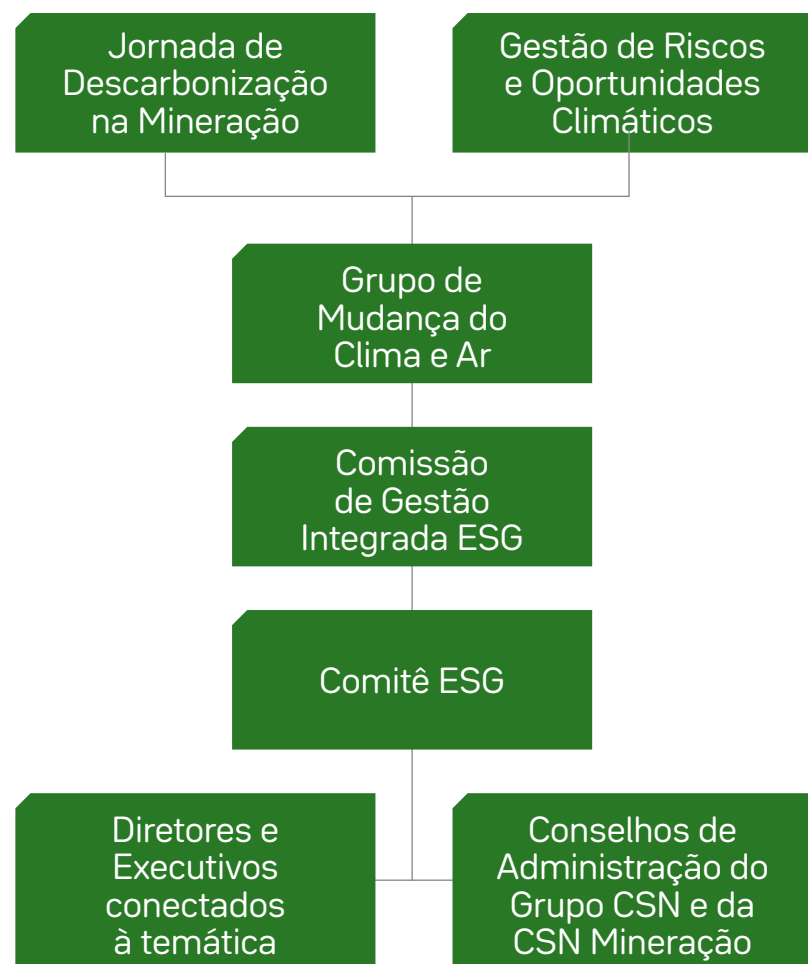 Jornada de
Descarbonização
na Mineração
Gestão de Riscos
e Oportunidades
Climáticos
Grupo de
Mudança do
Clima e Ar
Comissão
de Gestão
Integrada ESG
Comitê ESG
Diretores e
Executivos
conectados
à temática
Conselhos de
Administração do
Grupo CSN e da
CSN Mineração